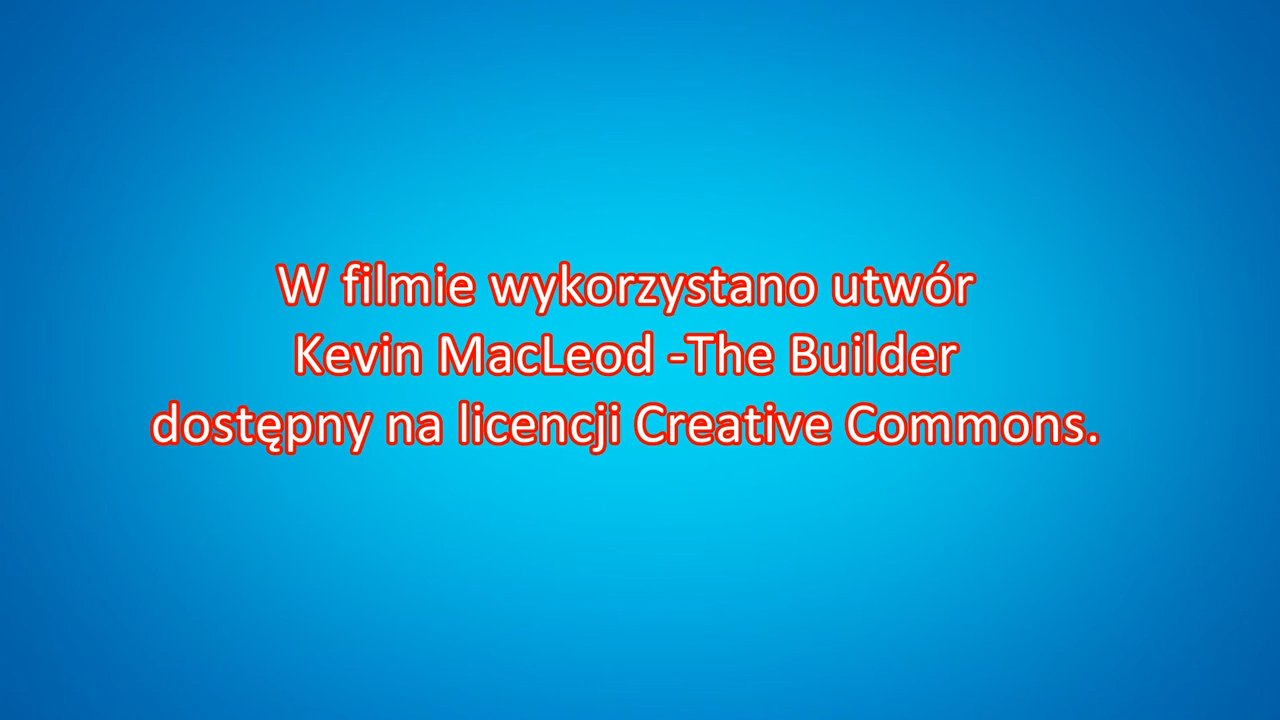 W filmie wykorzystano utwór
Kevin MacLeod -The Builder
dostępny na licencji Creative Commons.